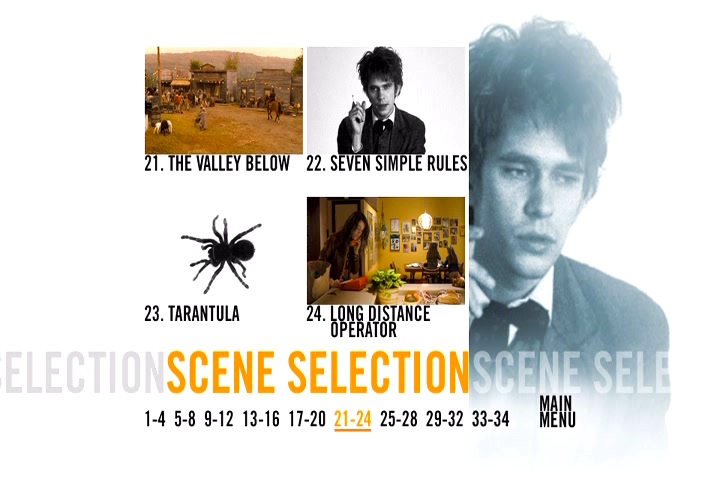 21. THE VALLEY BELOW
22. SEVEN SIMPLE RULES
23. TARANTULA
24. LONG DISTANCE
OPERATOR
SELECTION SCENE SELECTION SCENE SELE
1-4 5-8 9-12 13-16 17-20 21-24 25-28 29-32 33-34
MAIN
MENU